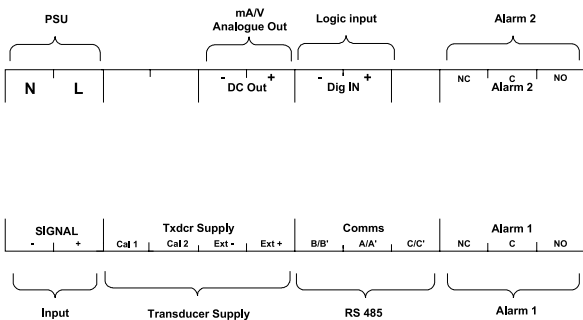 PSU
mA/V
Analogue Out
Logic input
Alarm 2
N L
- +
DC Out
- +
Dig IN
NC C NO
Alarm 2
SIGNAL
- +
Txdcr Supply
Cal 1 Cal 2 Ext - Ext +
Comms
B/B' A/A' C/C'
Alarm 1
NC C NO
Input
Transducer Supply
RS 485
Alarm 1